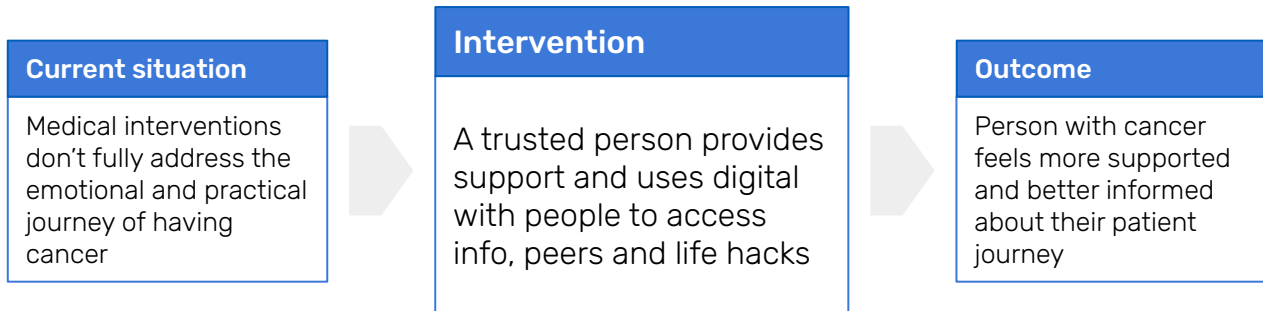 Current situation
Medical interventions
don’t fully address the
emotional and practical
journey of having
cancer
Intervention
A trusted person provides
support and uses digital
with people to access
info, peers and life hacks
Outcome
Person with cancer
feels more supported
and better informed
about their patient
journey